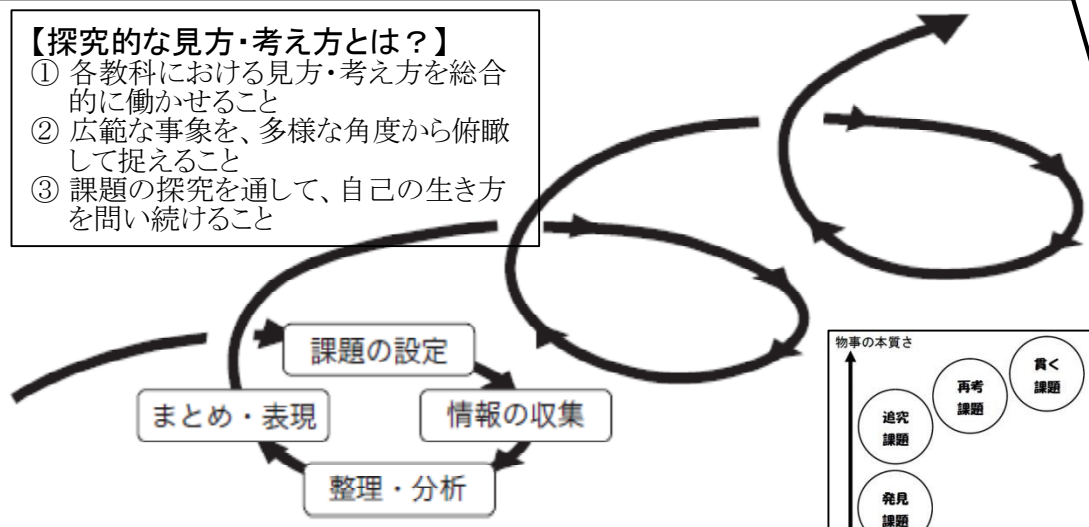 【探究的な見方・考え方とは？】
① 各教科における見方・考え方を総合
的に働かせること
② 広範な事象を、多様な角度から俯瞰
して捉えること
③ 課題の探究を通して、自己の生き方
を問い続けること
課題の設定
まとめ・表現
情報の収集
整理・分析
物事の本質さ
貫く
課題
再考
課題
追究
課題
発見
課題